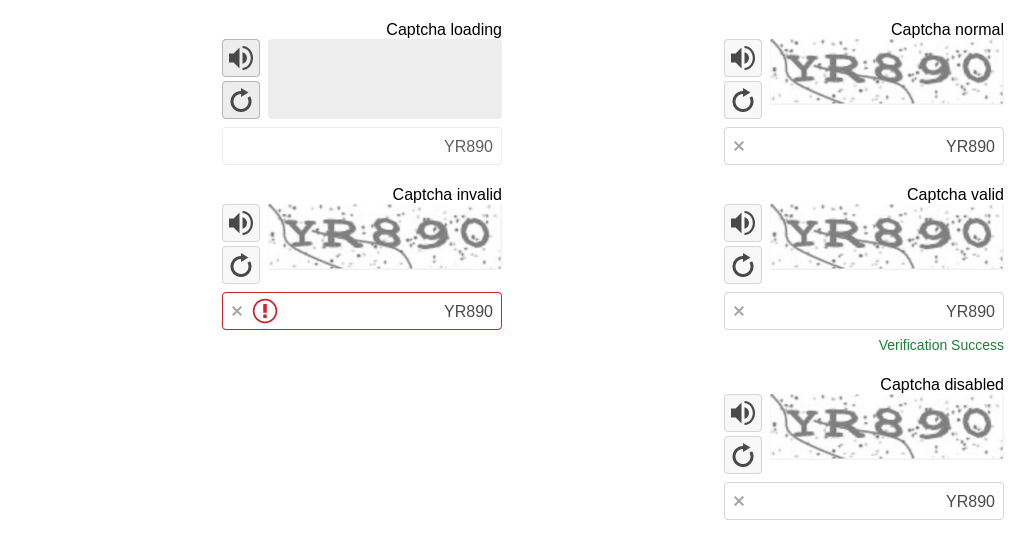 Captcha loading
YR890
Captcha normal
YR890
YR890
Captcha invalid
YR890
YR890
Captcha valid
YR890
YR890
Verification Success
Captcha disabled
YR890
YR890